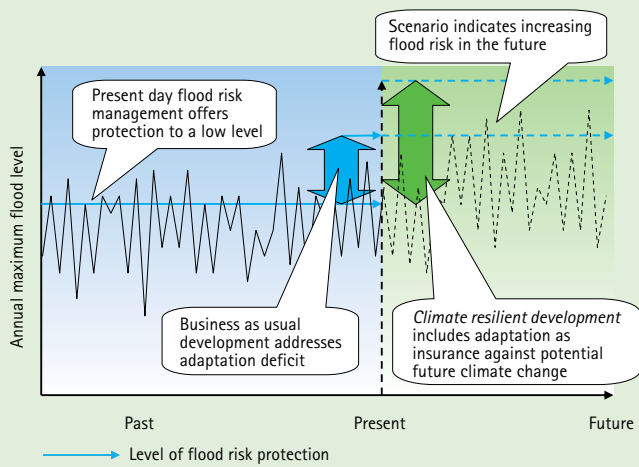 Scenario indicates increasing
flood risk in the future
Present day flood risk
management offers
protection to a low level
Annual maximum flood level
Business as usual
development addresses
adaptation deficit
Climate resilient development
includes adaptation as
insurance against potential
future climate change
Past
Present
Future
Level of flood risk protection